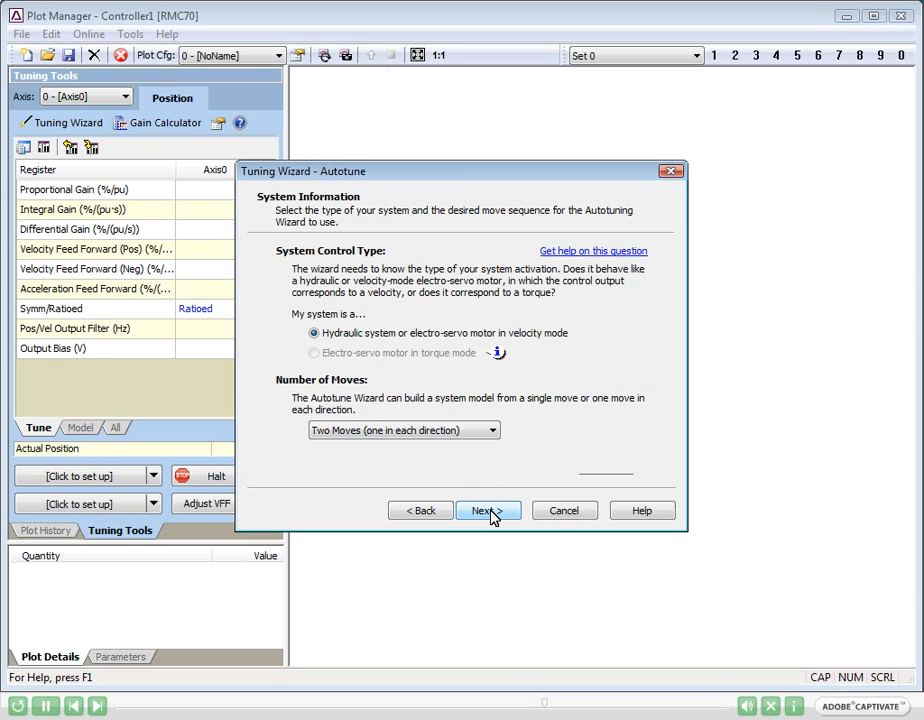 Plot Manager - Controller1 [RMC70]
File Edit Online Tools Help
Plot Cfg: 0 - [NoName] 1:1 Set 0 1 2 3 4 5 6 7 8 9 0
Tuning Tools
Axis: 0 - [Axis0] Position
Tuning Wizard Gain Calculator
Register Axis0
Proportional Gain (%/pu)
Integral Gain (%/(pu·s))
Differential Gain (%/(pu/s))
Velocity Feed Forward (Pos) (%/...
Velocity Feed Forward (Neg) (%/...
Acceleration Feed Forward (%/(...
Symm/Ratioed Ratioed
Pos/Vel Output Filter (Hz)
Output Bias (V)
Tune Model All
Actual Position
[Click to set up] STOP Halt
[Click to set up] Adjust VFF
Plot History Tuning Tools
Quantity Value
Plot Details Parameters
For Help, press F1 CAP NUM SCRL
Tuning Wizard - Autotune
System Information
Select the type of your system and the desired move sequence for the Autotuning
Wizard to use.
System Control Type: Get help on this question
The wizard needs to know the type of your system activation. Does it behave like
a hydraulic or velocity-mode electro-servo motor, in which the control output
corresponds to a velocity, or does it correspond to a torque?
My system is a...
Hydraulic system or electro-servo motor in velocity mode
Electro-servo motor in torque mode
Number of Moves:
The Autotune Wizard can build a system model from a single move or one move in
each direction.
Two Moves (one in each direction)
< Back Next > Cancel Help
ADOBE® CAPTIVATE™